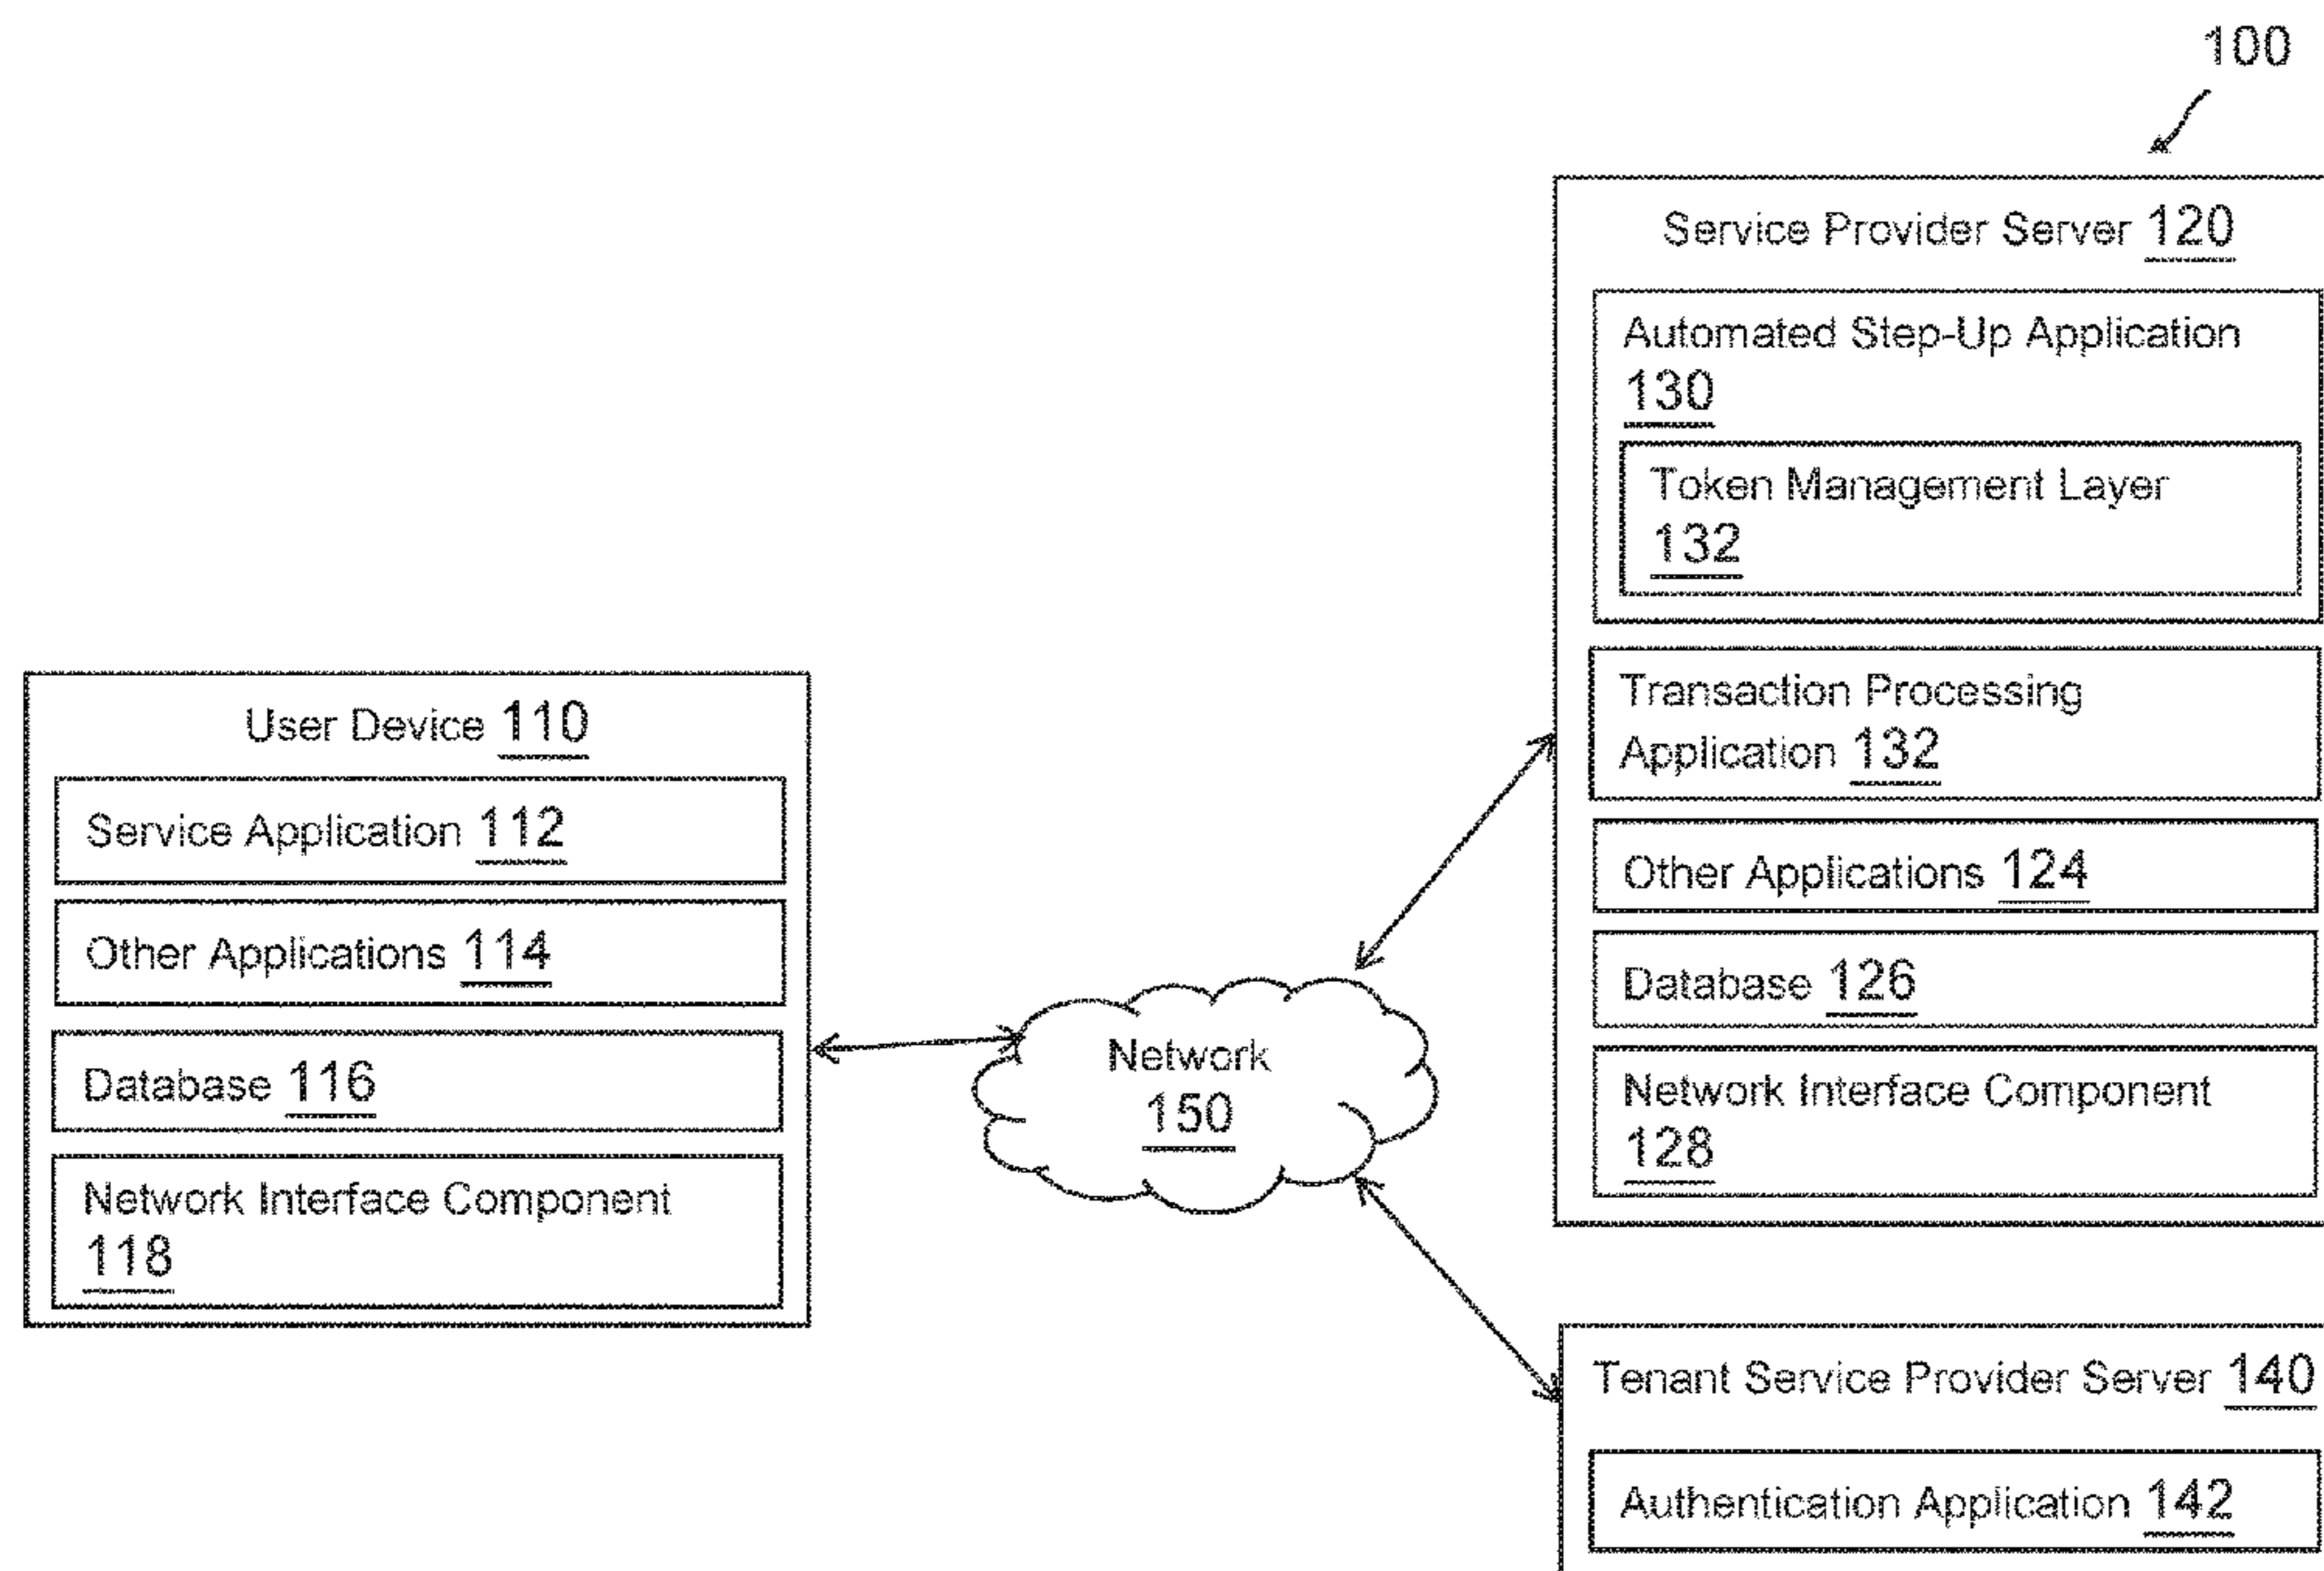 100
Service Provider Server 120
Automated Step-Up Application
130
Token Management Layer
132
Transaction Processing
Application 132
Other Applications 124
Database 126
Network Interface Component
128
User Device 110
Service Application 112
Other Applications 114
Database 116
Network Interface Component
118
Network
150
Tenant Service Provider Server 140
Authentication Application 142